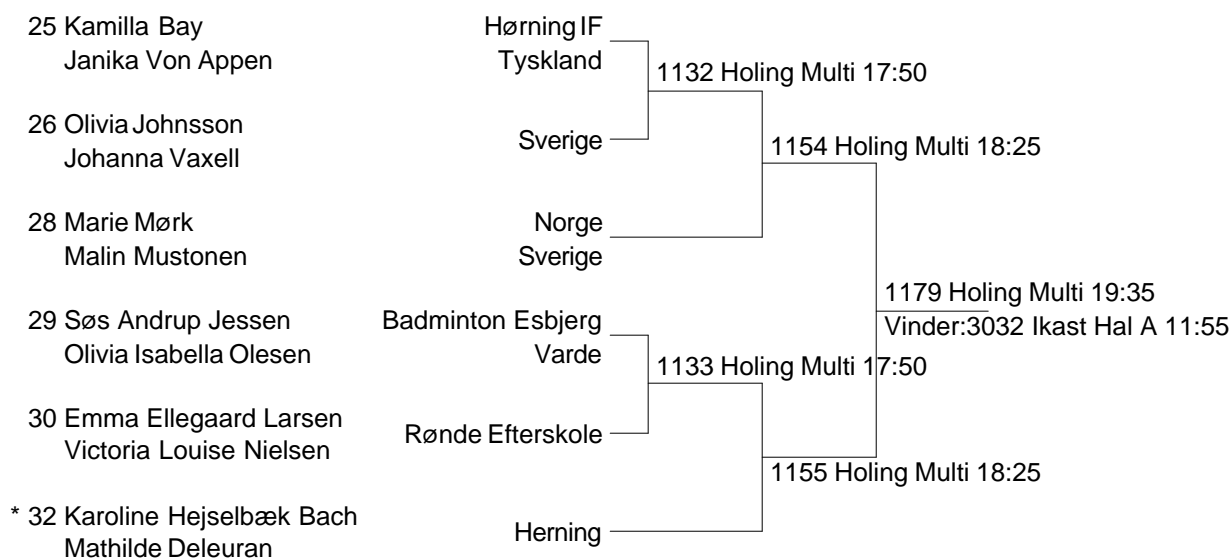 25 Kamilla Bay Hørning IF
Janika Von Appen Tyskland
1132 Holing Multi 17:50
26 Olivia Johnsson Sverige
Johanna Vaxell
1154 Holing Multi 18:25
28 Marie Mørk Norge
Malin Mustonen Sverige
1179 Holing Multi 19:35
Vinder:3032 Ikast Hal A 11:55
29 Søs Andrup Jessen Badminton Esbjerg
Olivia Isabella Olesen Varde
1133 Holing Multi 17:50
30 Emma Ellegaard Larsen Rønde Efterskole
Victoria Louise Nielsen
1155 Holing Multi 18:25
* 32 Karoline Hejselbæk Bach Herning
Mathilde Deleuran